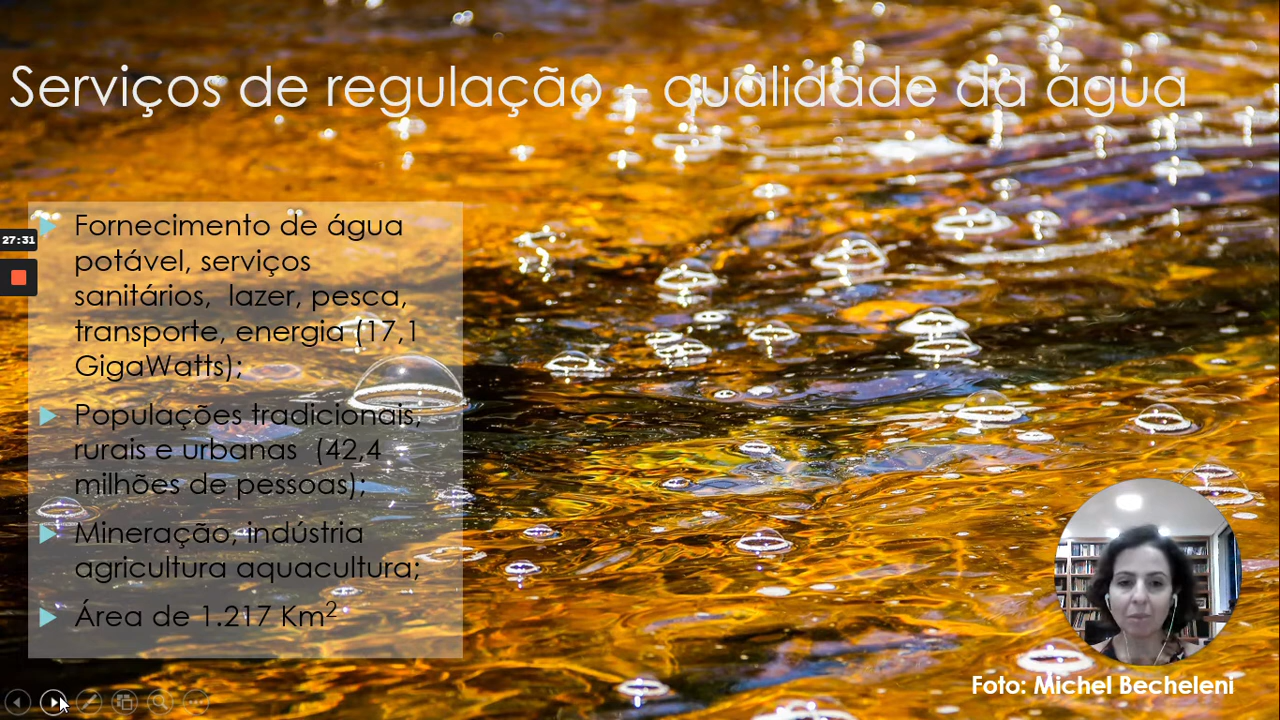 Serviços de regulação – qualidade da água
Fornecimento de água
potável, serviços
sanitários, lazer, pesca,
transporte, energia (17,1
GigaWatts);
Populações tradicionais,
rurais e urbanas (42,4
milhões de pessoas);
Mineração, indústria
agricultura aquacultura;
Área de 1.217 Km²
27:31
Foto: Michel Becheleni